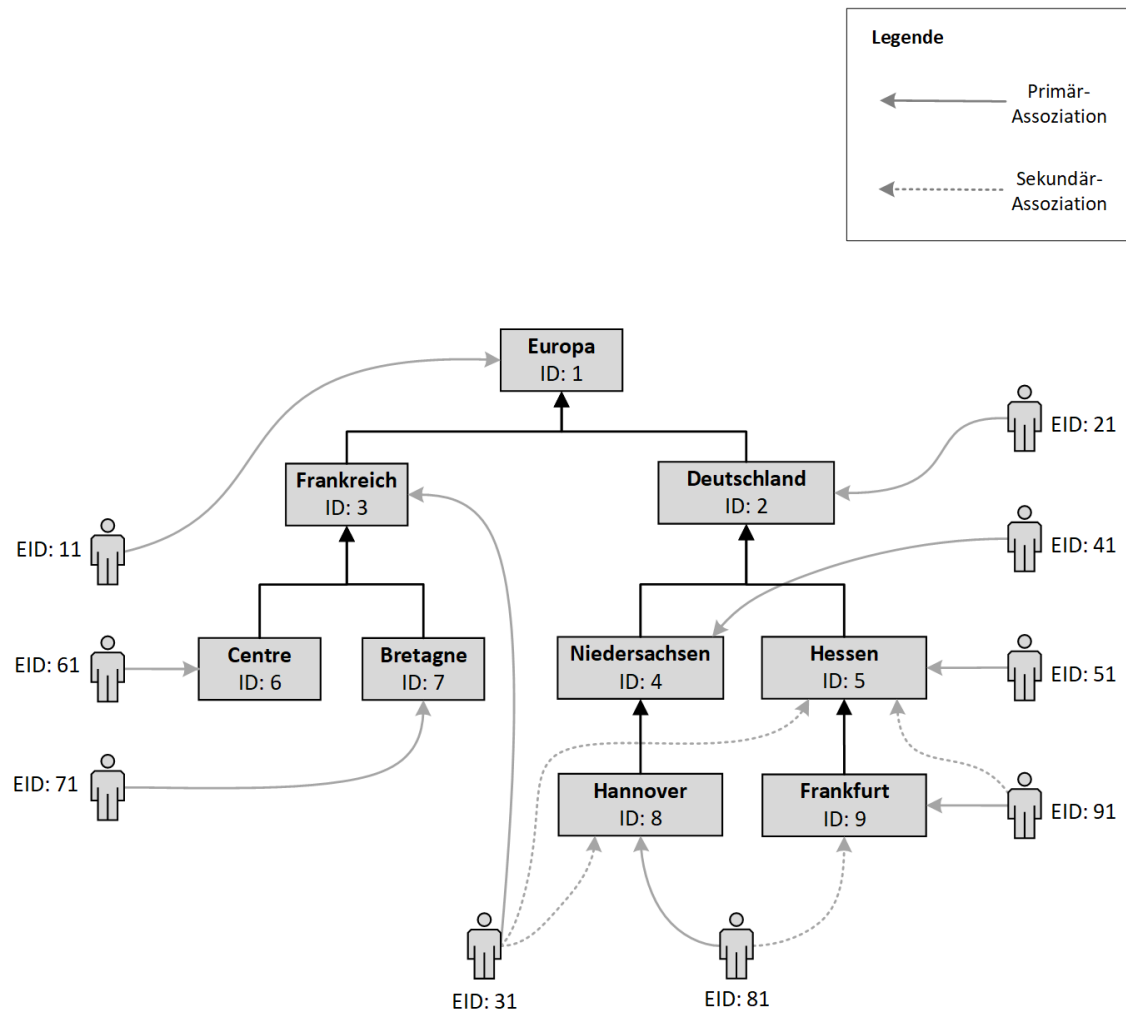 Legende
Primär-
Assoziation
Sekundär-
Assoziation
Europa
ID: 1
EID: 21
Frankreich
ID: 3
Deutschland
ID: 2
EID: 11
EID: 41
EID: 61
Centre
ID: 6
Bretagne
ID: 7
Niedersachsen
ID: 4
Hessen
ID: 5
EID: 51
EID: 71
Hannover
ID: 8
Frankfurt
ID: 9
EID: 91
EID: 31
EID: 81